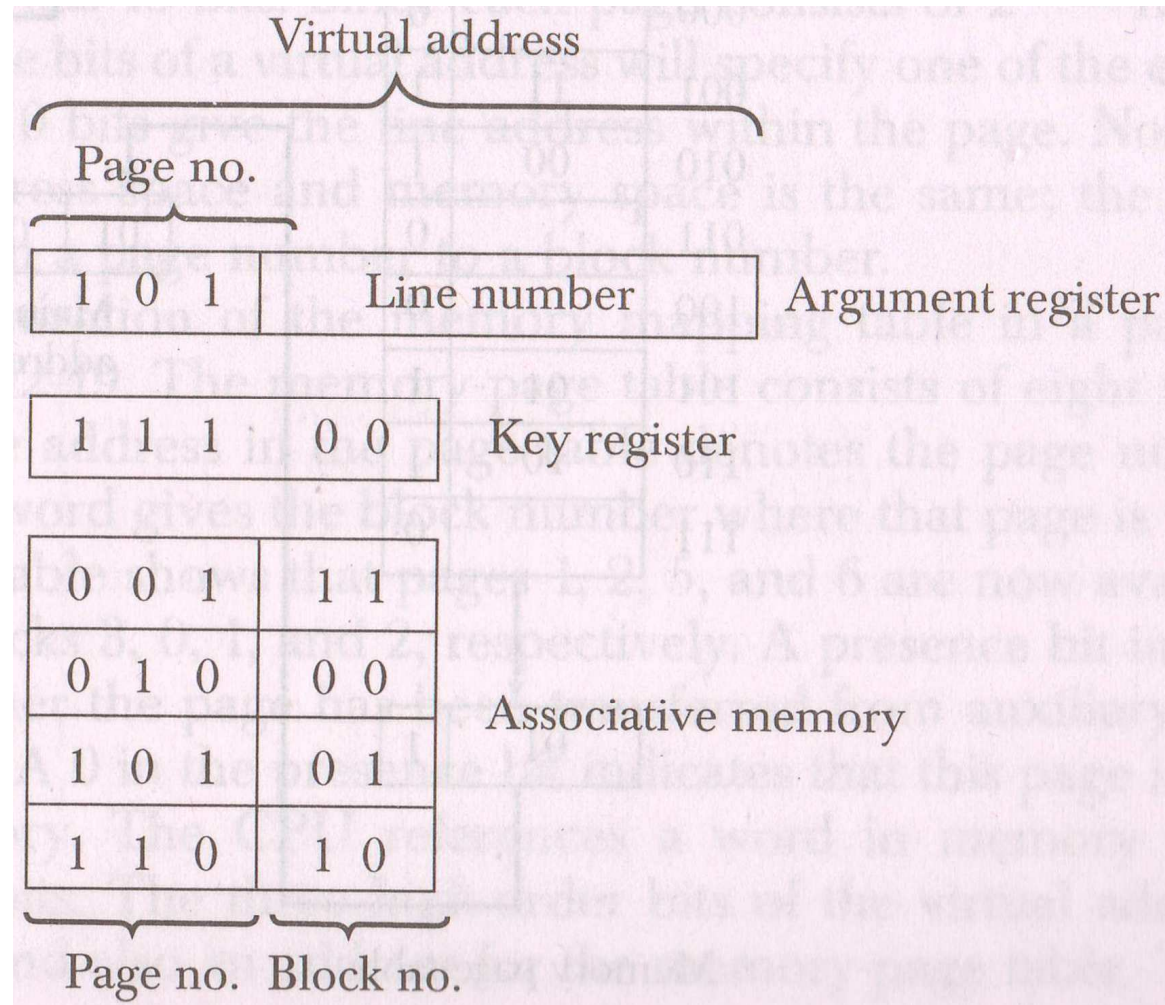 Virtual address
Page no.
1 0 1 Line number Argument register
1 1 1 0 0 Key register
0 0 1 1 1
0 1 0 0 0
Associative memory
1 0 1 0 1
1 1 0 1 0
Page no. Block no.